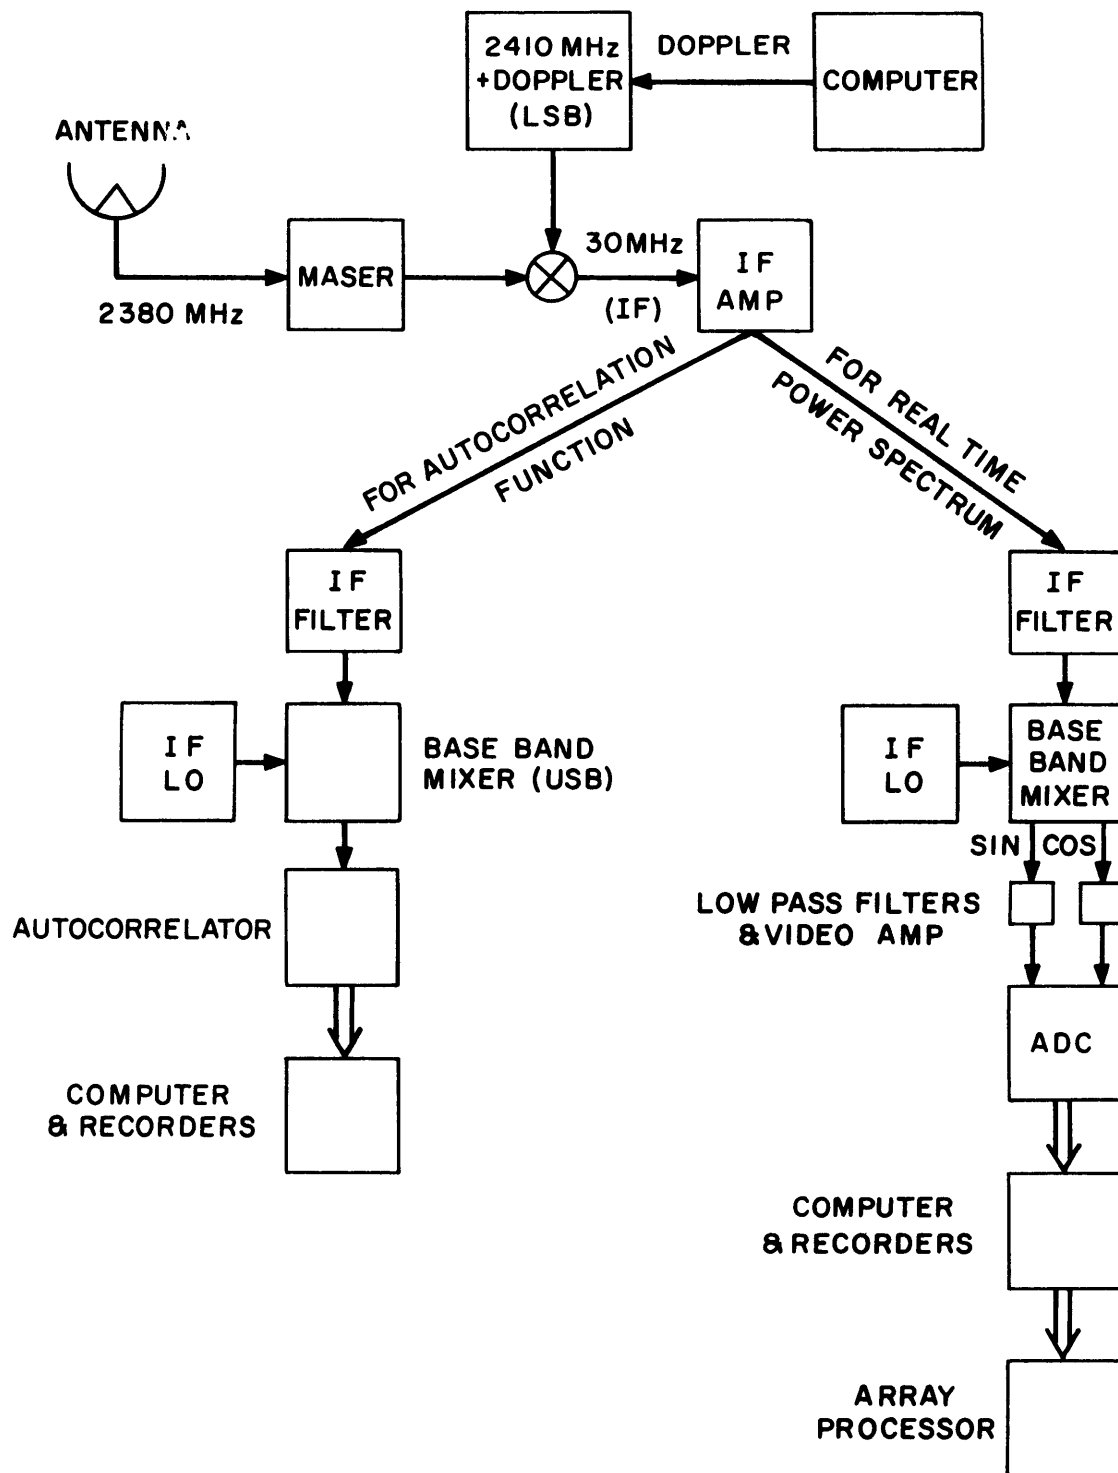 2410 MHz
+DOPPLER
(LSB)
DOPPLER
COMPUTER
ANTENNA
MASER
2380 MHz
30MHz
(IF)
IF
AMP
FOR AUTOCORRELATION
FUNCTION
FOR REAL TIME
POWER SPECTRUM
IF
FILTER
IF
FILTER
IF
LO
BASE BAND
MIXER (USB)
IF
LO
BASE
BAND
MIXER
SIN
COS
AUTOCORRELATOR
LOW PASS FILTERS
&VIDEO AMP
ADC
COMPUTER
& RECORDERS
COMPUTER
& RECORDERS
ARRAY
PROCESSOR